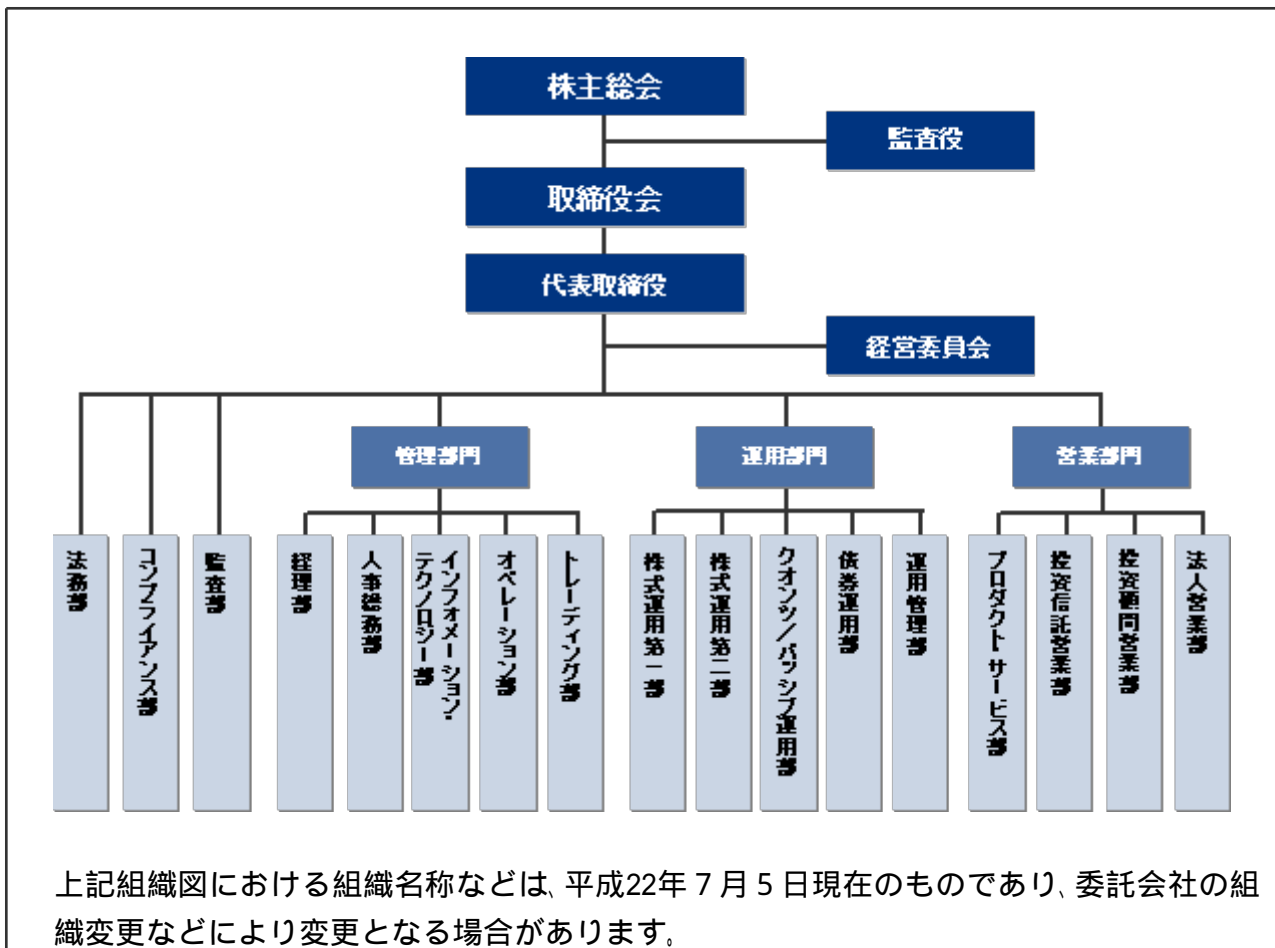 株主総会
監査役
取締役会
代表取締役
経営委員会
管理部門
運用部門
営業部門
法務部
コンプライアンス部
監査部
経理部
人事総務部
インフォメーション・
テクノロジー部
オペレーション部
トレーディング部
株式運用第一部
株式運用第二部
クオンツ／パッシブ運用部
債券運用部
運用管理部
プロダクト・サービス部
投資信託営業部
投資顧問営業部
法人営業部
上記組織図における組織名称などは、平成22年７月５日現在のものであり、委託会社の組
織変更などにより変更となる場合があります。